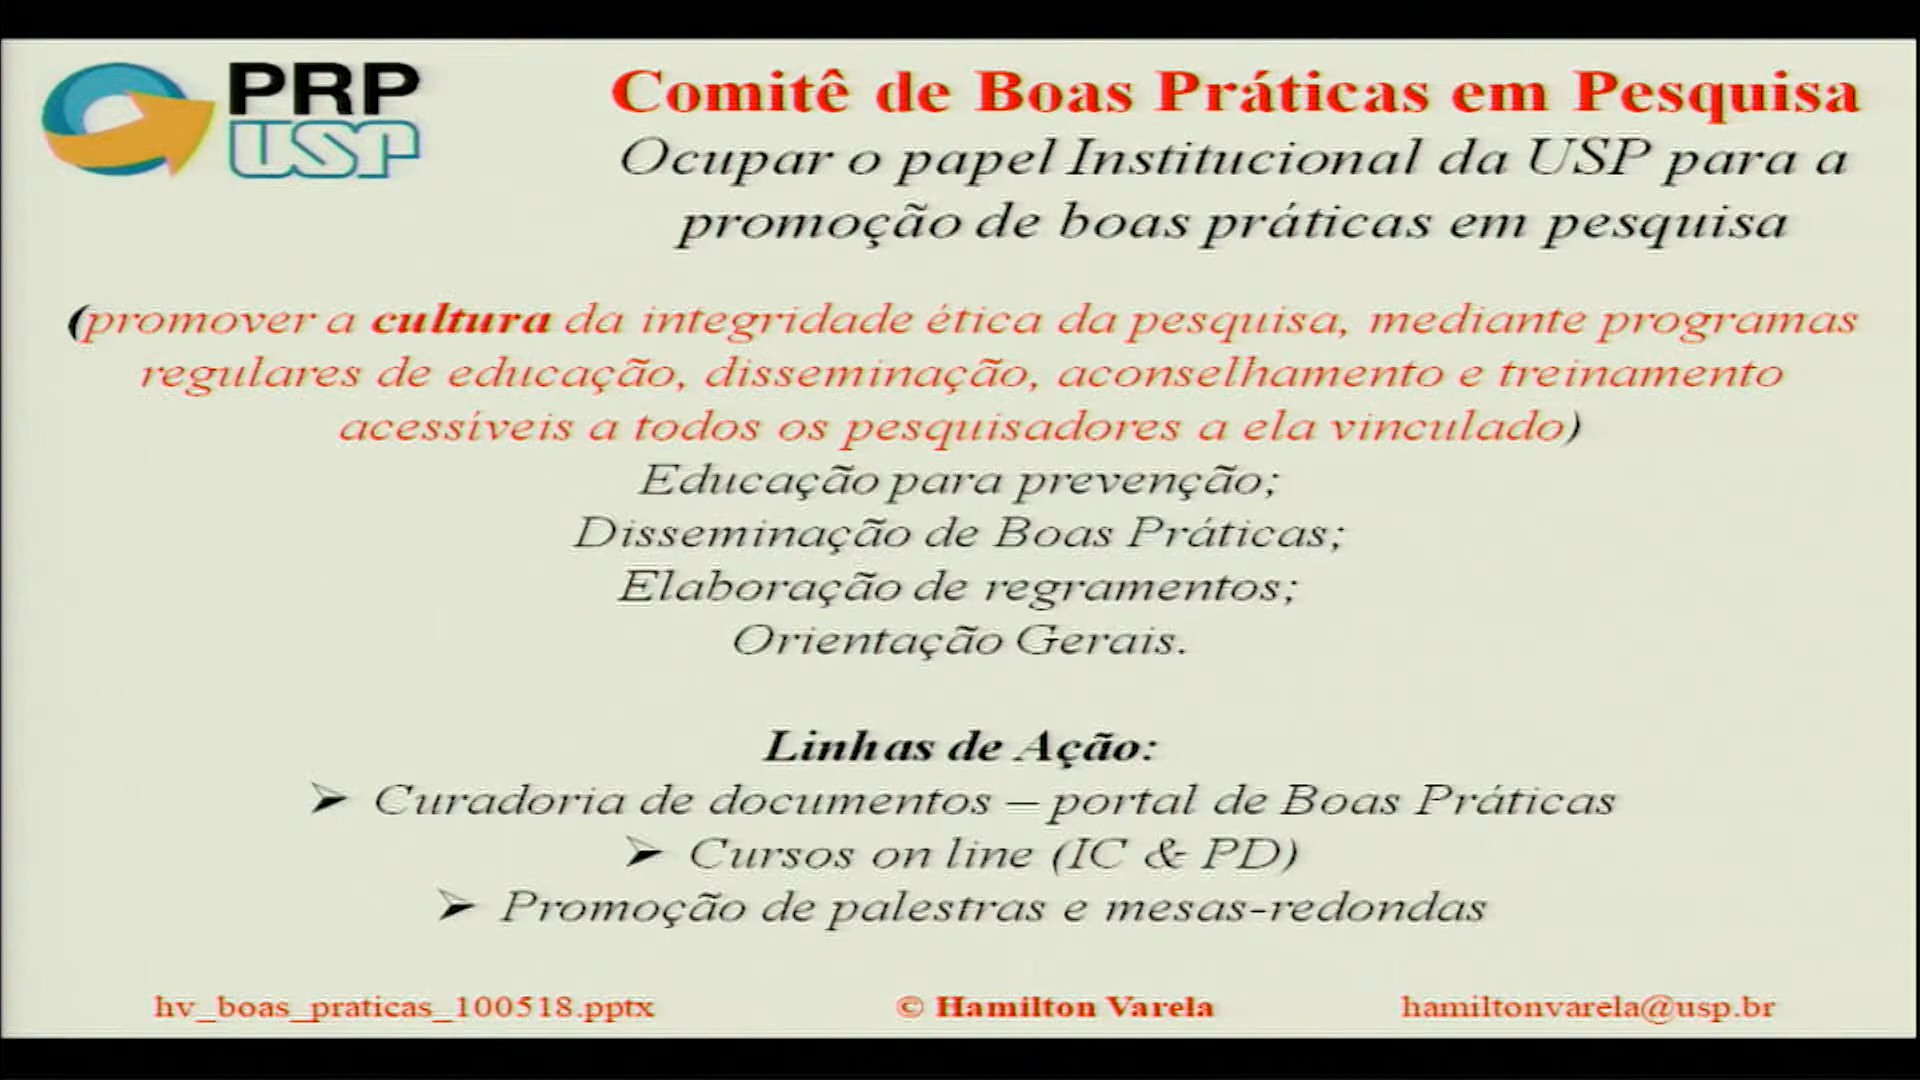 PRP
USP
Comitê de Boas Práticas em Pesquisa
Ocupar o papel Institucional da USP para a
promoção de boas práticas em pesquisa
(promover a cultura da integridade ética da pesquisa, mediante programas
regulares de educação, disseminação, aconselhamento e treinamento
acessíveis a todos os pesquisadores a ela vinculado)
Educação para prevenção;
Disseminação de Boas Práticas;
Elaboração de regramentos;
Orientação Gerais.
Linhas de Ação:
➢ Curadoria de documentos – portal de Boas Práticas
➢ Cursos on line (IC & PD)
➢ Promoção de palestras e mesas-redondas
hv_boas_praticas_100518.pptx
© Hamilton Varela
hamiltonvarela@usp.br